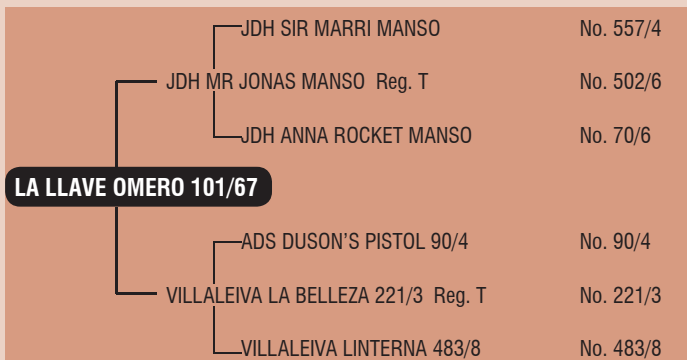 JDH SIR MARRI MANSO No. 557/4
JDH MR JONAS MANSO Reg. T No. 502/6
JDH ANNA ROCKET MANSO No. 70/6
LA LLAVE OMERO 101/67
ADS DUSON'S PISTOL 90/4 No. 90/4
VILLALEIVA LA BELLEZA 221/3 Reg. T No. 221/3
VILLALEIVA LINTERNA 483/8 No. 483/8